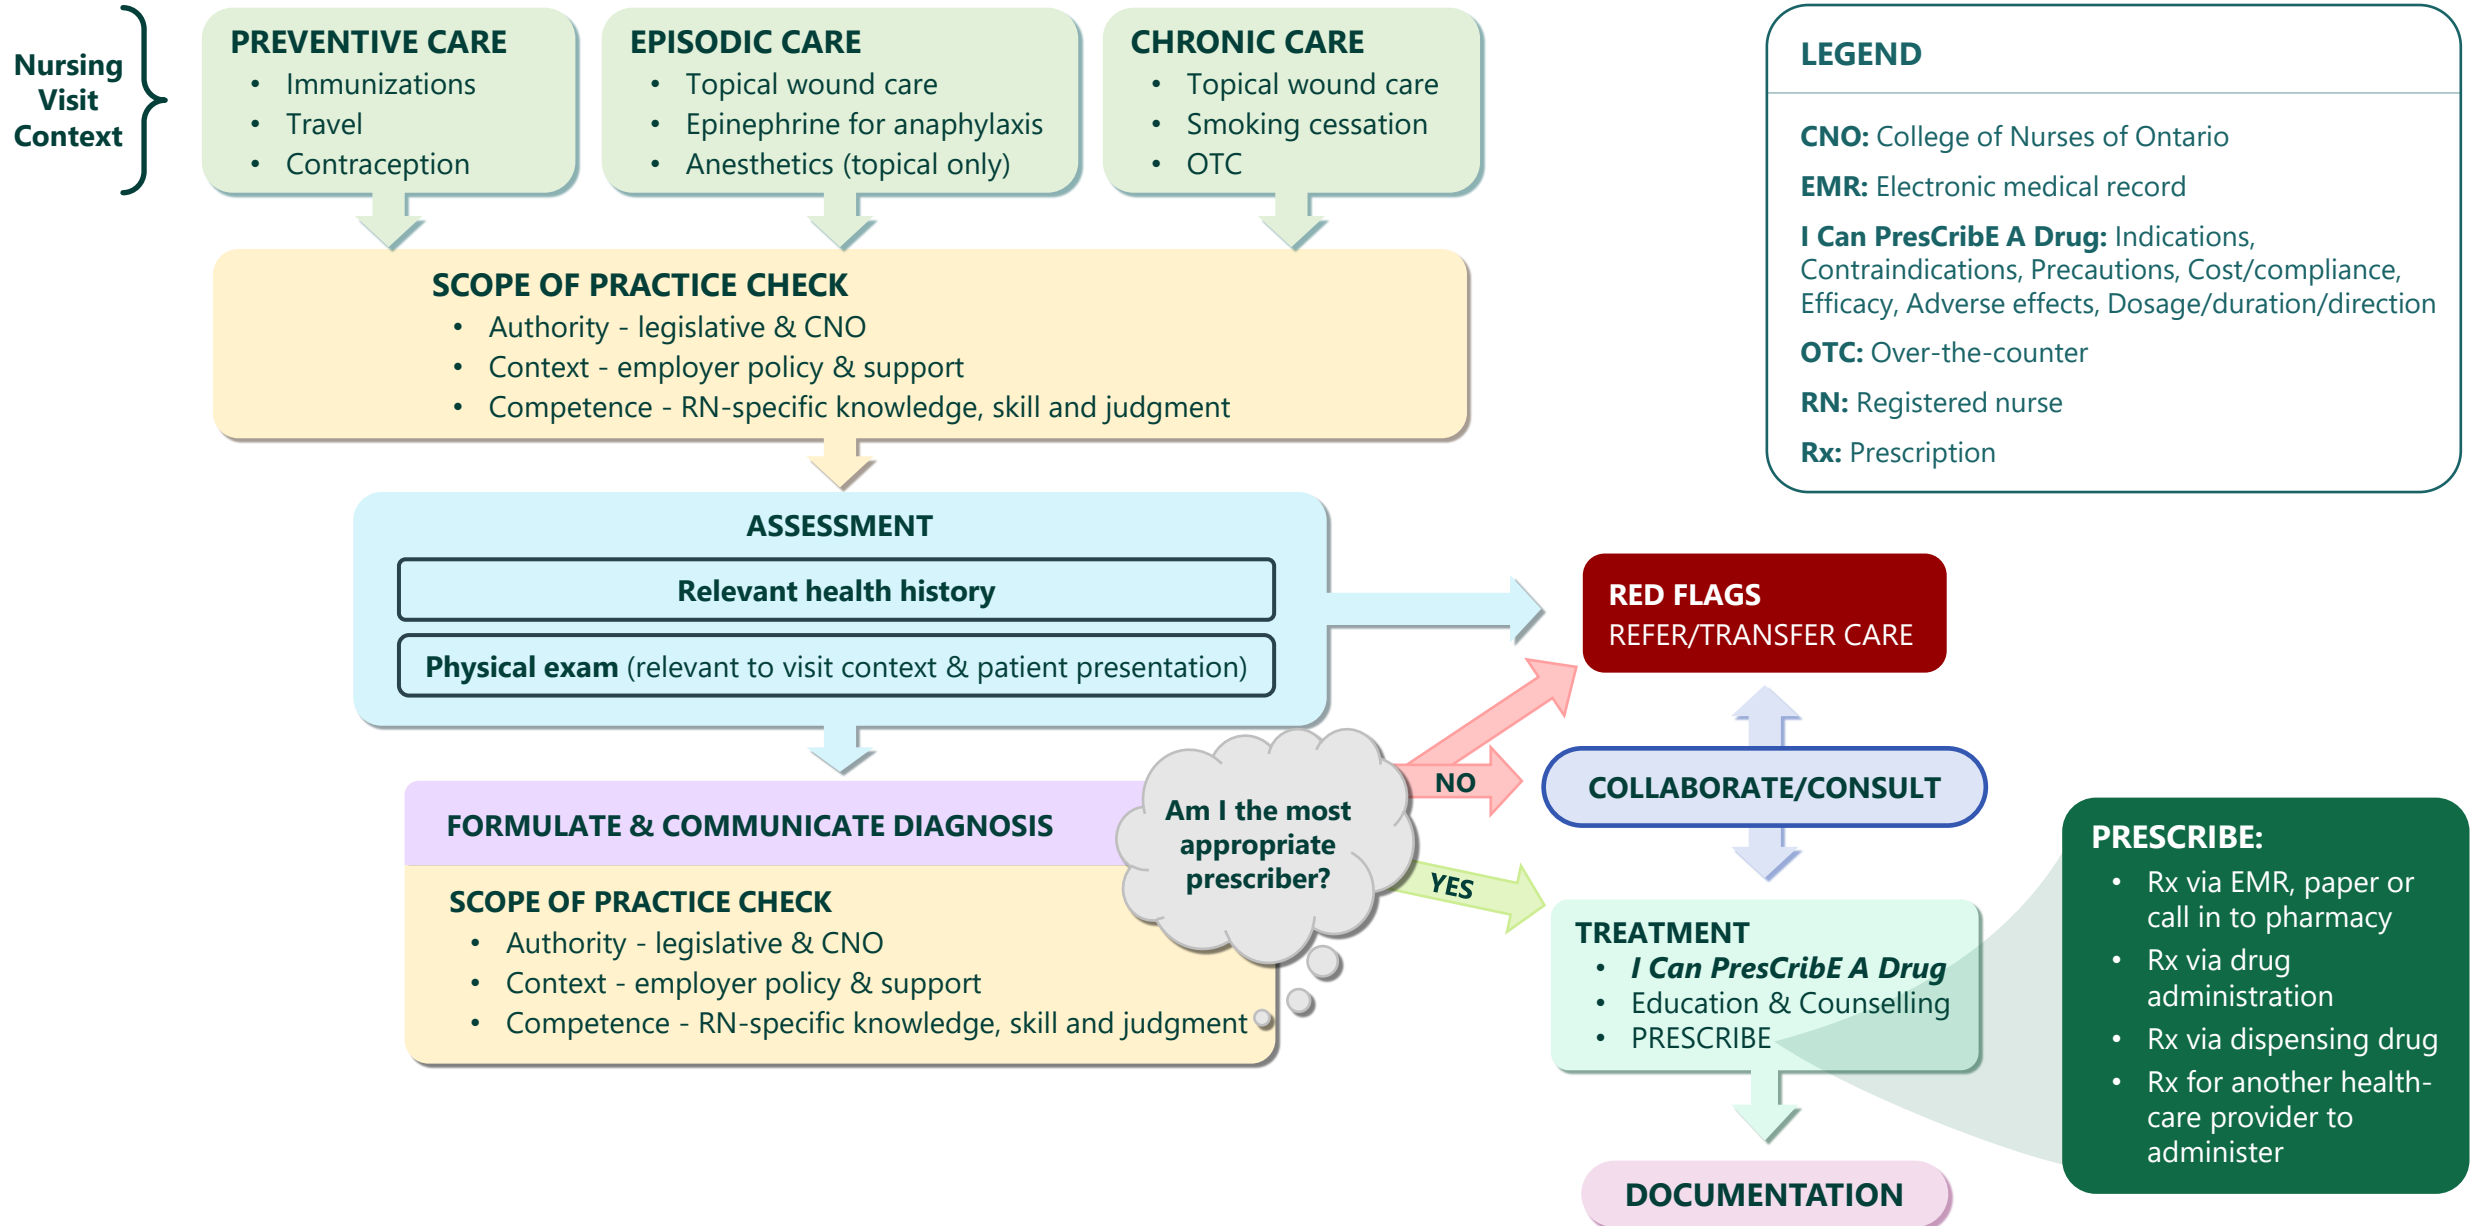 Nursing
Visit
Context
PREVENTIVE CARE
• Immunizations
• Travel
• Contraception
EPISODIC CARE
• Topical wound care
• Epinephrine for anaphylaxis
• Anesthetics (topical only)
CHRONIC CARE
• Topical wound care
• Smoking cessation
• OTC
LEGEND
CNO: College of Nurses of Ontario
EMR: Electronic medical record
I Can PresCribE A Drug: Indications,
Contraindications, Precautions, Cost/compliance,
Efficacy, Adverse effects, Dosage/duration/direction
OTC: Over-the-counter
RN: Registered nurse
Rx: Prescription
SCOPE OF PRACTICE CHECK
• Authority - legislative & CNO
• Context - employer policy & support
• Competence - RN-specific knowledge, skill and judgment
ASSESSMENT
Relevant health history
Physical exam (relevant to visit context & patient presentation)
RED FLAGS
REFER/TRANSFER CARE
FORMULATE & COMMUNICATE DIAGNOSIS
SCOPE OF PRACTICE CHECK
• Authority - legislative & CNO
• Context - employer policy & support
• Competence - RN-specific knowledge, skill and judgment
Am I the most
appropriate
prescriber?
NO
YES
COLLABORATE/CONSULT
TREATMENT
• I Can PresCribE A Drug
• Education & Counselling
• PRESCRIBE
PRESCRIBE:
• Rx via EMR, paper or
call in to pharmacy
• Rx via drug
administration
• Rx via dispensing drug
• Rx for another health-
care provider to
administer
DOCUMENTATION